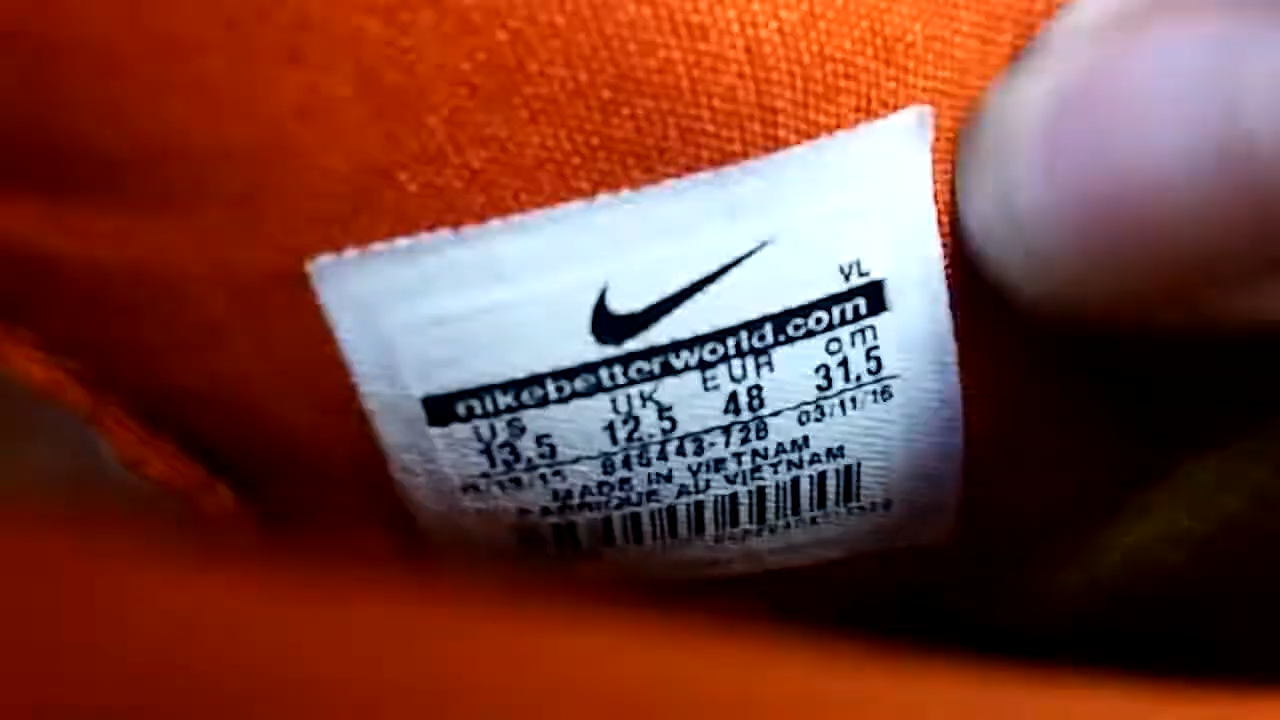 VL
nikebetterworld.com
US UK EUR cm
13.5 12.5 48 31.5
846443-728 03/11/16
MADE IN VIETNAM
FABRIQUE AU VIETNAM